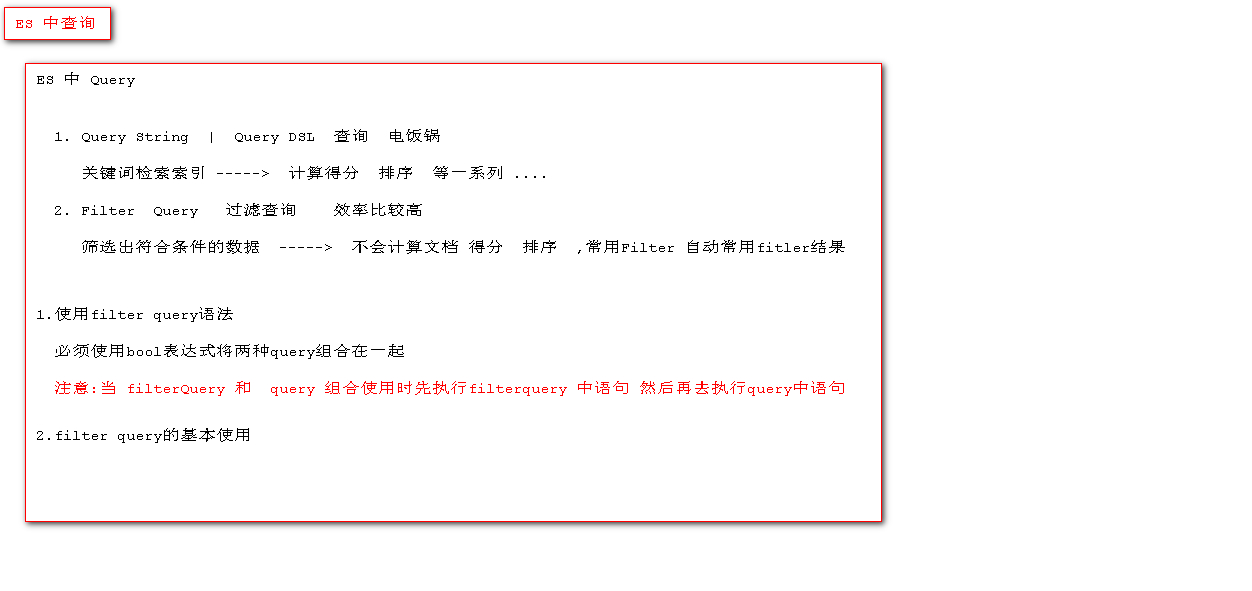 ES 中查询
ES 中 Query
1. Query String | Query DSL 查询 电饭锅
关键词检索索引 -----> 计算得分 排序 等一系列 ....
2. Filter Query 过滤查询 效率比较高
筛选出符合条件的数据 -----> 不会计算文档 得分 排序 ,常用Filter 自动常用fitler结果
1.使用filter query语法
必须使用bool表达式将两种query组合在一起
注意:当 filterQuery 和 query 组合使用时先执行filterquery 中语句 然后再去执行query中语句
2.filter query的基本使用